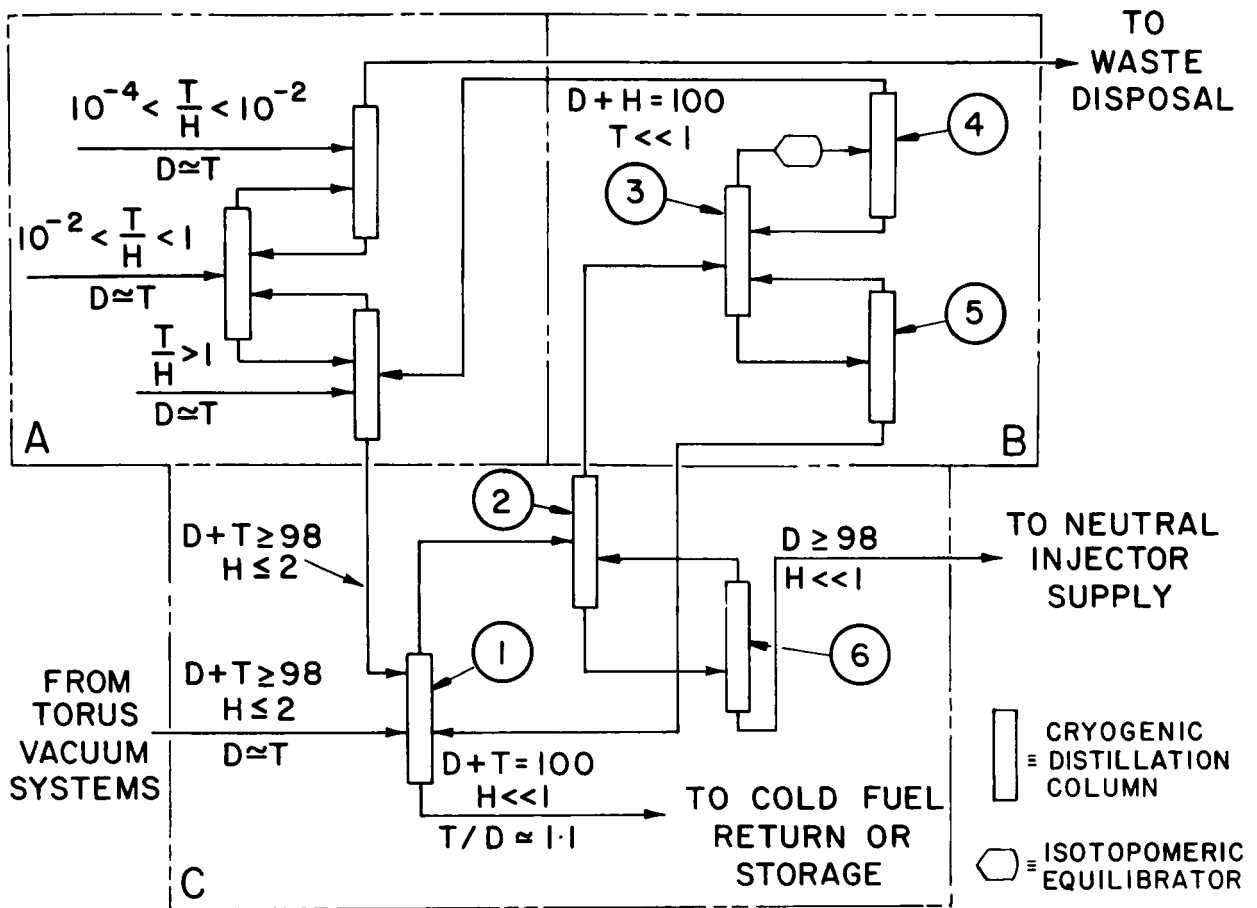 TO
WASTE
DISPOSAL
10⁻⁴ < T/H < 10⁻²
D≃T
D+H=100
T<<1
4
3
10⁻² < T/H < 1
D≃T
5
T/H >1
D≃T
A
B
2
D+T≥98
H≤2
D≥98
H<<1
TO NEUTRAL
INJECTOR
SUPPLY
1
6
FROM
TORUS
VACUUM
SYSTEMS
D+T≥98
H≤2
D≃T
D+T=100
H<<1
T/D≃1·1
TO COLD FUEL
RETURN OR
STORAGE
C
≡ CRYOGENIC
DISTILLATION
COLUMN
≡ ISOTOPOMERIC
EQUILIBRATOR